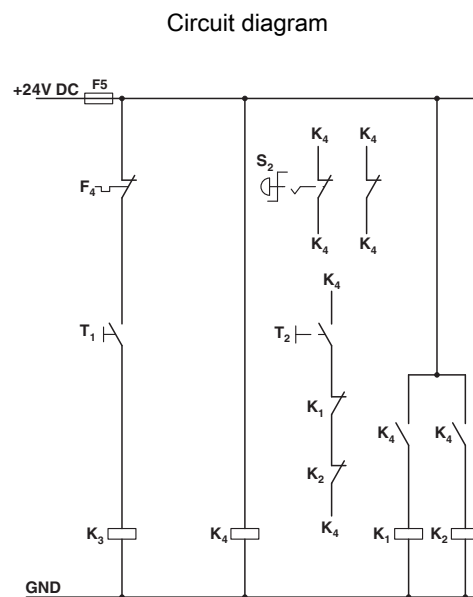 Circuit diagram
F5
+24V DC
K₄ K₄
S₂
F₄
K₄ K₄
K₄
T₁ T₂
K₁
K₄ K₄
K₂
K₄
K₃ K₄ K₁ K₂
GND